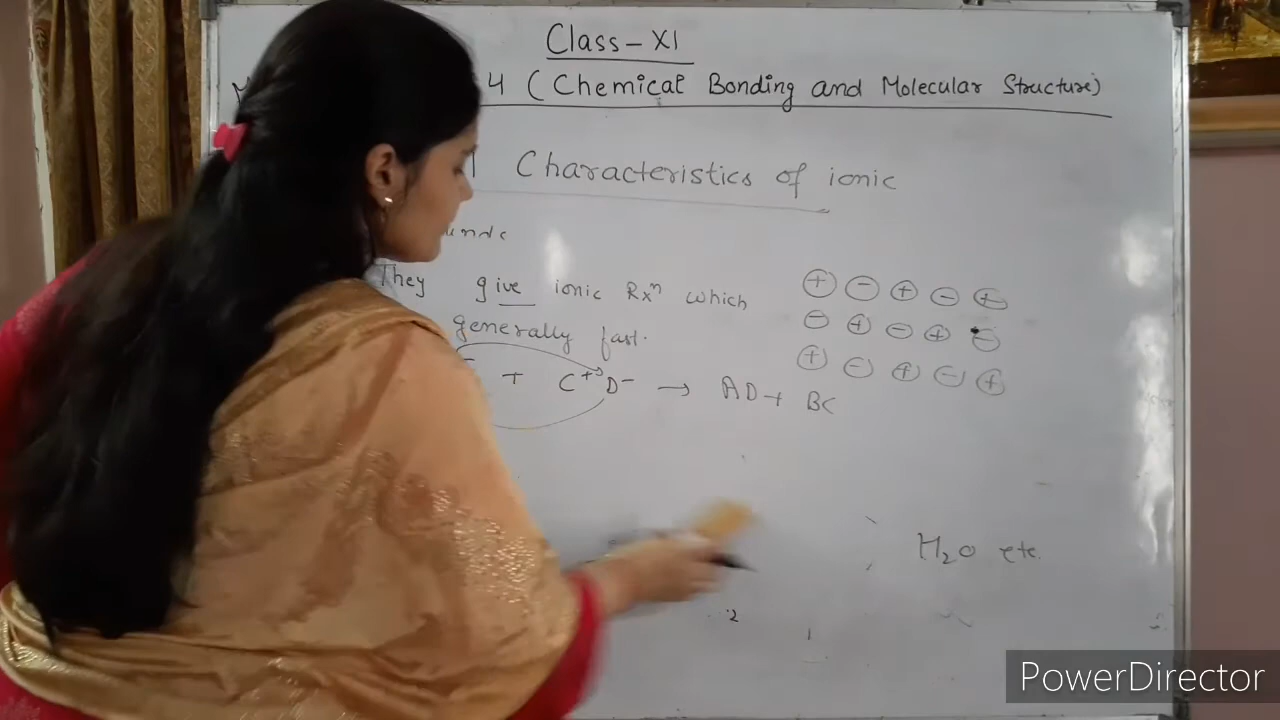 Class – XI
4 (Chemical Bonding and Molecular Structure)
Characteristics of ionic
They give ionic Rxⁿ which
generally fast.
+ C⁺ D⁻ → AD + BC
+ − + − +
− + − + −
+ − + − +
H₂O etc.
PowerDirector